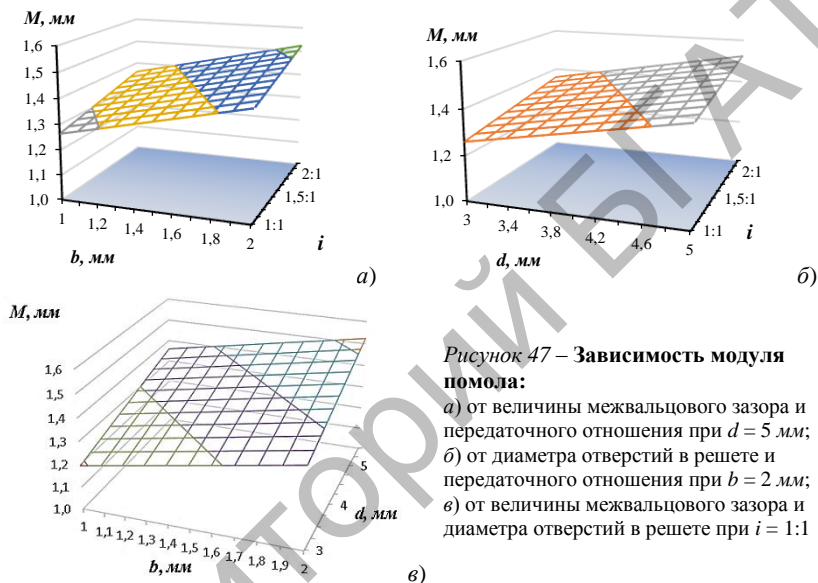 M, мм
1,6
1,5
1,4
1,3
1,2
1,1
1,0
1
1,2
1,4
1,6
1,8
2
b, мм
1:1
1,5:1
2:1
i
а)
M, мм
1,6
1,4
1,2
1,0
3
3,4
3,8
4,2
4,6
5
d, мм
1:1
1,5:1
2:1
i
б)
M, мм
1,6
1,5
1,4
1,3
1,2
1,1
1,0
1
1,1
1,2
1,3
1,4
1,5
1,6
1,7
1,8
1,9
2
b, мм
3
4
5
d, мм
в)
Рисунок 47 – Зависимость модуля
помола:
а) от величины межвальцового зазора и
передаточного отношения при d = 5 мм;
б) от диаметра отверстий в решете и
передаточного отношения при b = 2 мм;
в) от величины межвальцового зазора и
диаметра отверстий в решете при i = 1:1